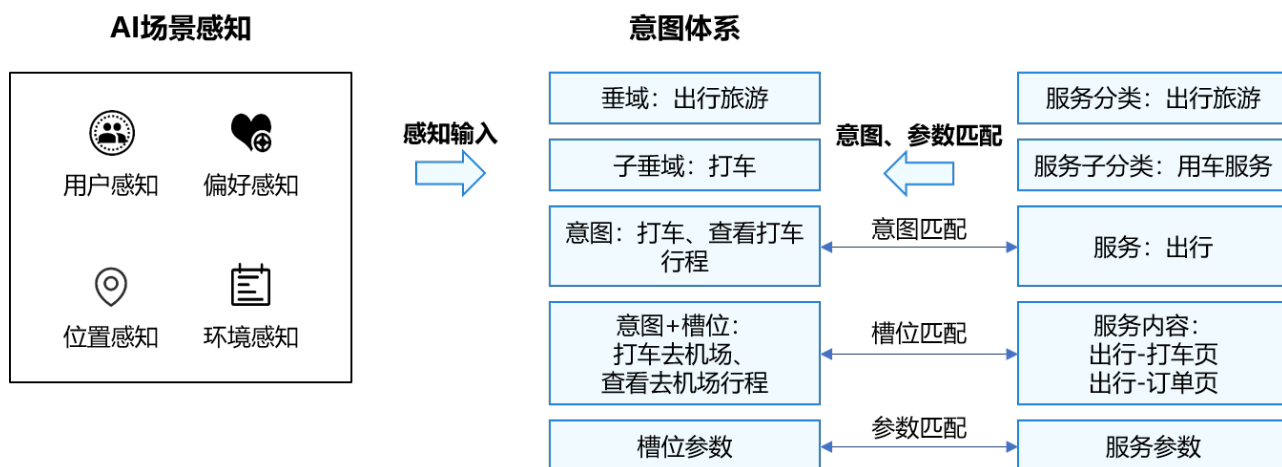 AI场景感知
用户感知
偏好感知
位置感知
环境感知
感知输入
意图体系
垂域：出行旅游
子垂域：打车
意图：打车、查看打车
行程
意图+槽位：
打车去机场、
查看去机场行程
槽位参数
意图、参数匹配
意图匹配
槽位匹配
参数匹配
服务分类：出行旅游
服务子分类：用车服务
服务：出行
服务内容：
出行-打车页
出行-订单页
服务参数